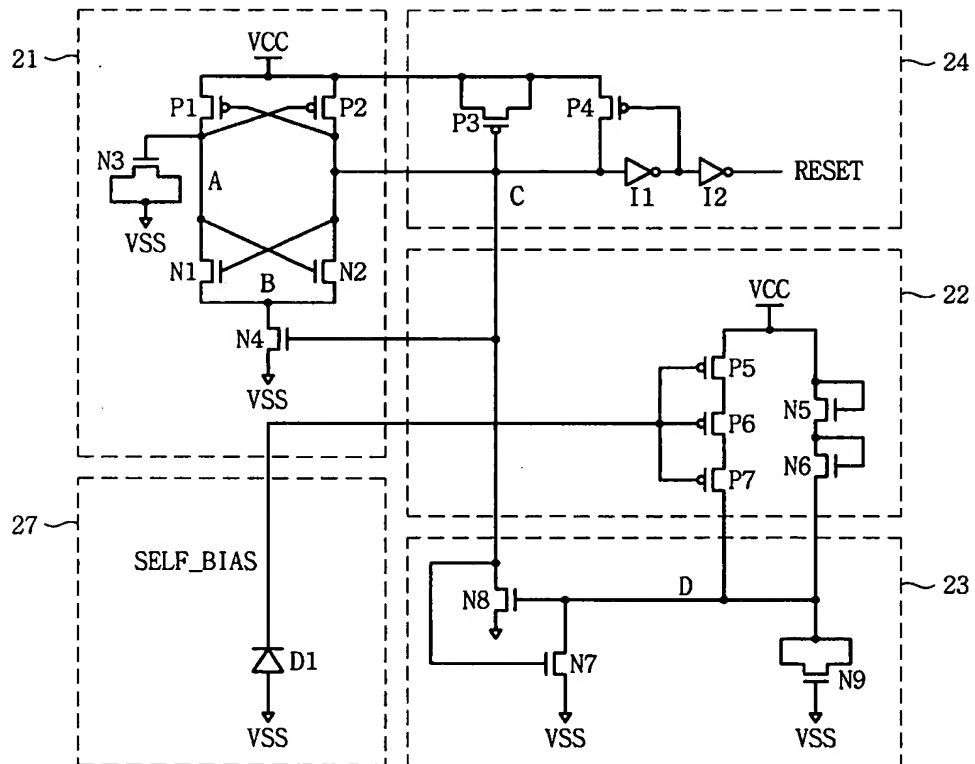 21
VCC
24
P1
P2
P3
P4
N3
A
VSS
C
I1
I2
RESET
N1
N2
B
N4
VSS
VCC
22
P5
N5
P6
N6
P7
27
SELF_BIAS
D
23
N8
D1
N7
N9
VSS
VSS
VSS